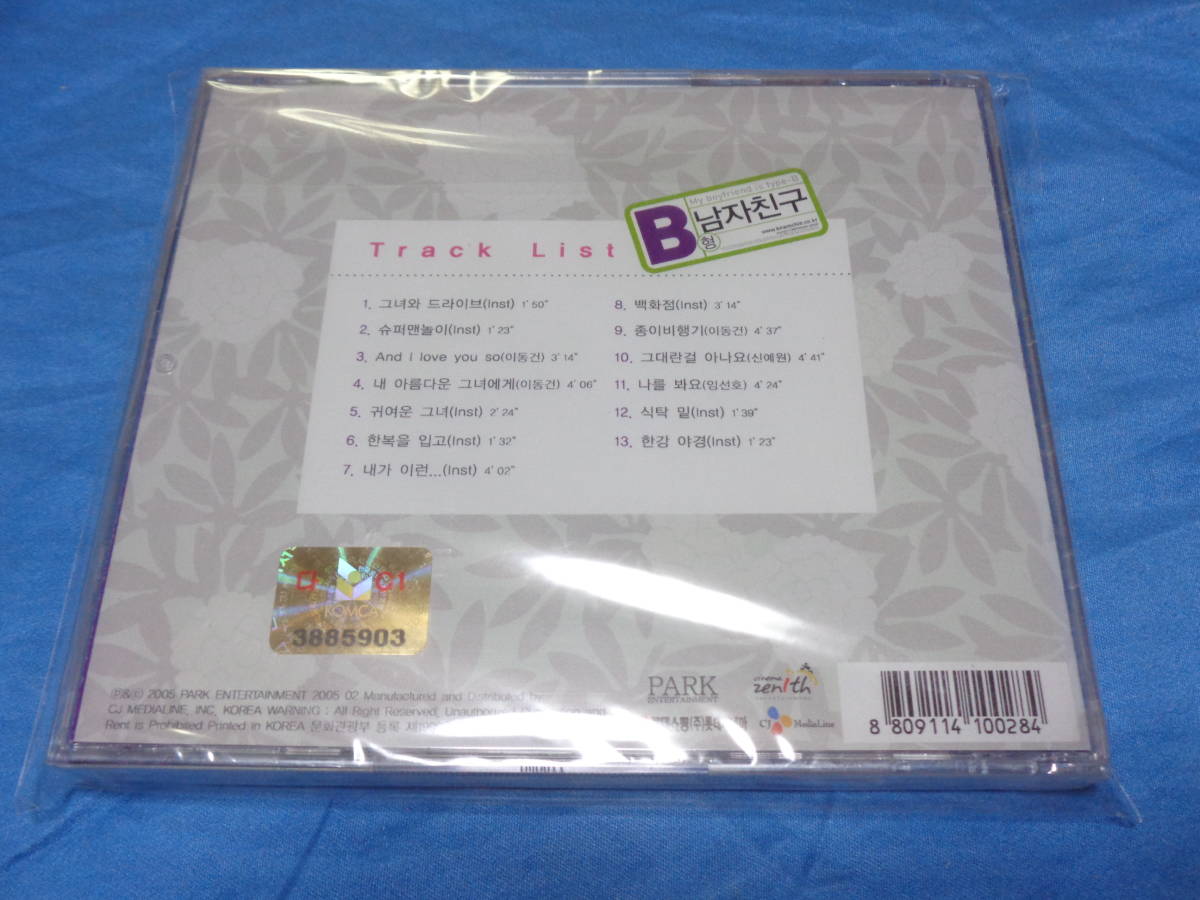 My boyfriend is type-B
B형
남자친구
Track List
1. 그녀와 드라이브(Inst) 1' 50"
2. 슈퍼맨놀이(Inst) 1' 23"
3. And I love you so(이동건) 3' 14"
4. 내 아름다운 그녀에게(이동건) 4' 06"
5. 귀여운 그녀(Inst) 2' 24"
6. 한복을 입고(Inst) 1' 32"
7. 내가 이런...(Inst) 4' 02"
8. 백화점(Inst) 3' 14"
9. 종이비행기(이동건) 4' 37"
10. 그대란걸 아나요(신예원) 4' 41"
11. 나를 봐요(임선호) 4' 24"
12. 식탁 밑(Inst) 1' 39"
13. 한강 야경(Inst) 1' 23"
다 C1
KOMCA
3885903
℗&© 2005 PARK ENTERTAINMENT 2005 02 Manufactured and Distributed by
CJ MEDIALINE, INC, KOREA WARNING : All Right Reserved, Unauthorized
Rent is Prohibited Printed in KOREA 문화관광부 등록
PARK
ENTERTAINMENT
cinema
zen1th
CJ MediaLine
8 809114 100284